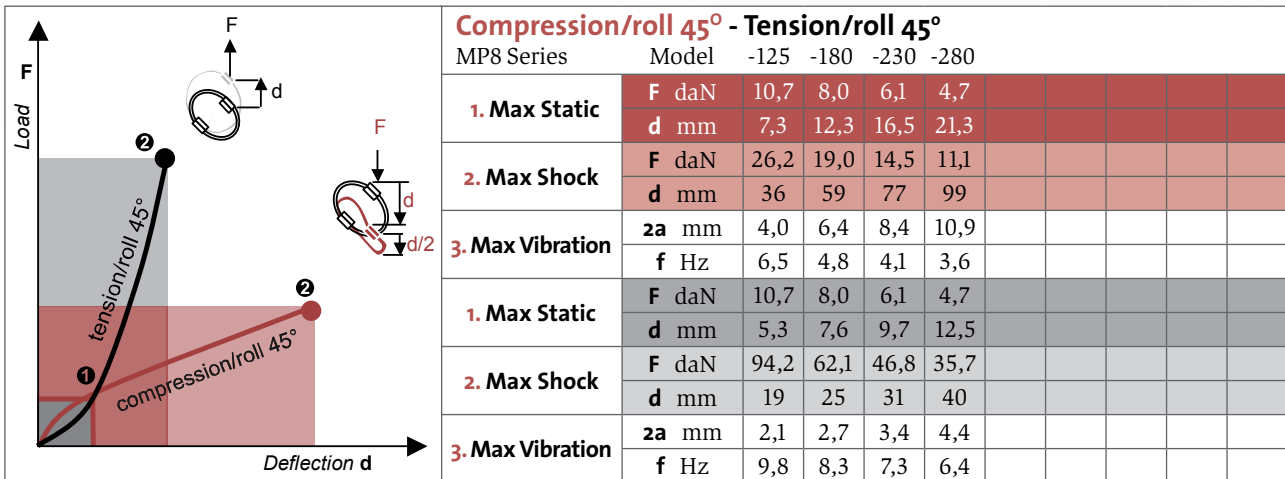 F
Load
F
d
❷
F
d
d/2
tension/roll 45°
❷
❶
compression/roll 45°
Deflection d
Compression/roll 45° - Tension/roll 45°
MP8 Series Model -125 -180 -230 -280
1. Max Static
F daN 10,7 8,0 6,1 4,7
d mm 7,3 12,3 16,5 21,3
2. Max Shock
F daN 26,2 19,0 14,5 11,1
d mm 36 59 77 99
3. Max Vibration
2a mm 4,0 6,4 8,4 10,9
f Hz 6,5 4,8 4,1 3,6
1. Max Static
F daN 10,7 8,0 6,1 4,7
d mm 5,3 7,6 9,7 12,5
2. Max Shock
F daN 94,2 62,1 46,8 35,7
d mm 19 25 31 40
3. Max Vibration
2a mm 2,1 2,7 3,4 4,4
f Hz 9,8 8,3 7,3 6,4